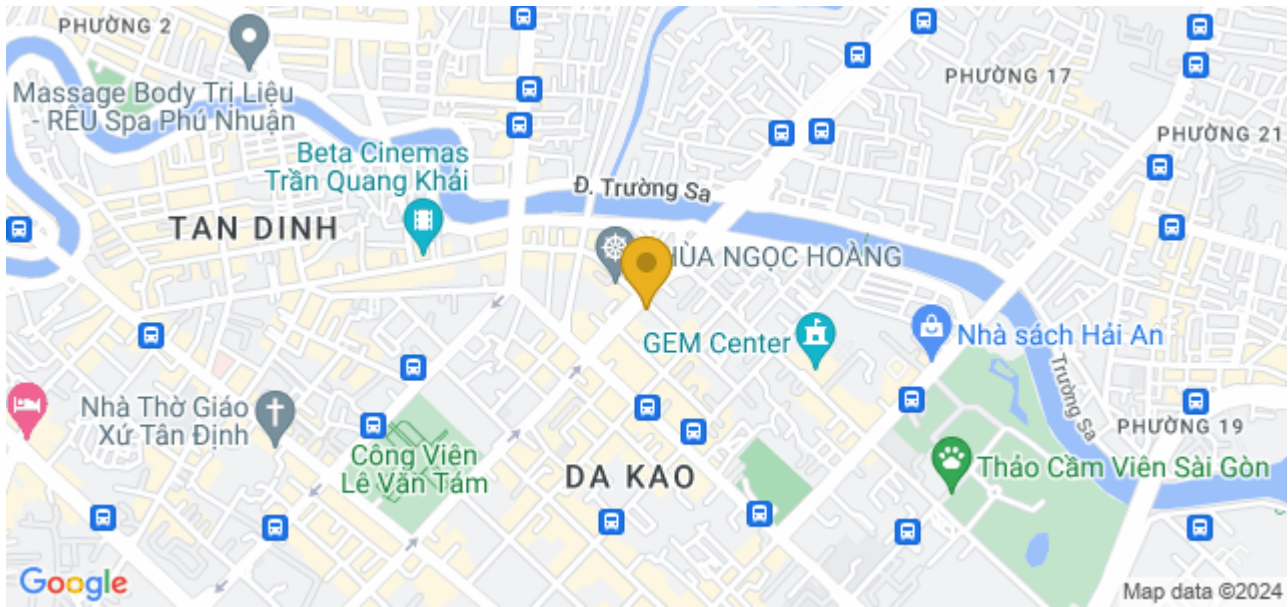 PHƯỜNG 2
PHƯỜNG 17
Massage Body Trị Liệu
- RÊU Spa Phú Nhuận
PHƯỜNG 21
Beta Cinemas
Trần Quang Khải
Đ. Trường Sa
TAN DINH
HÙA NGỌC HOÀNG
GEM Center
Nhà sách Hải An
Trường Sa
Nhà Thờ Giáo
Xứ Tân Định
PHƯỜNG 19
Công Viên
Lê Văn Tám
DA KAO
Thảo Cầm Viên Sài Gòn
Google
Map data ©2024